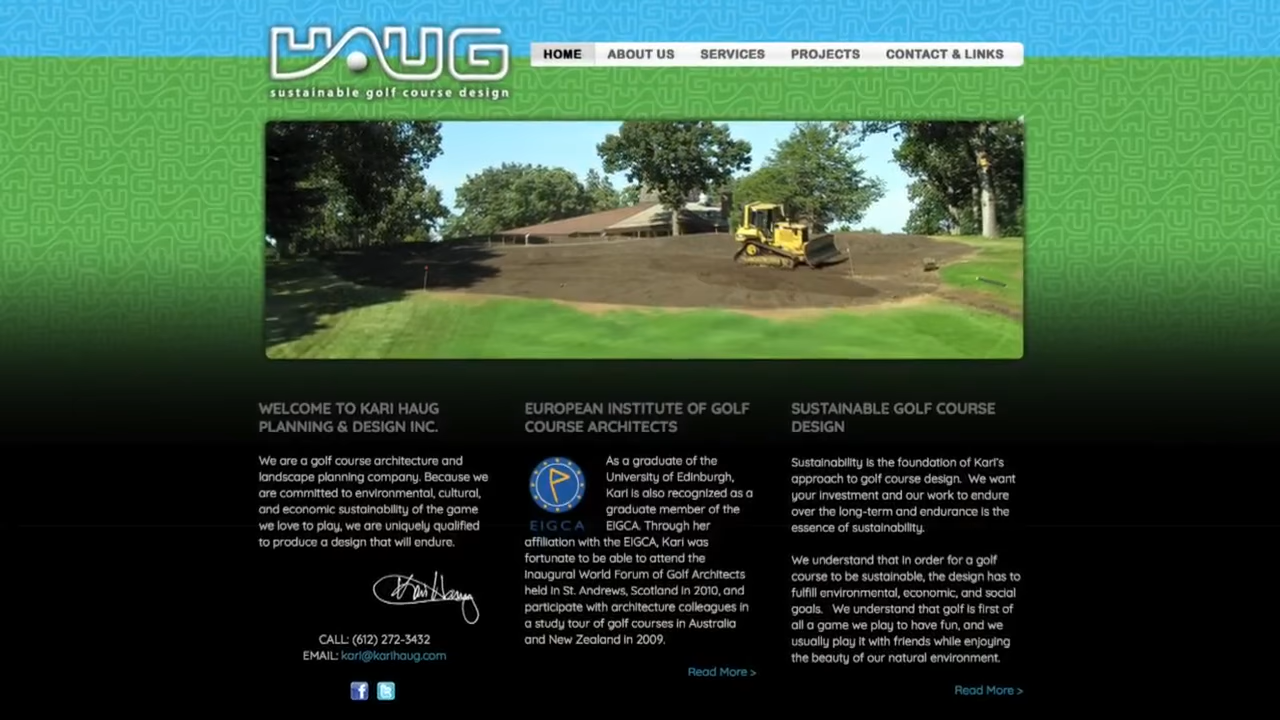 HAUG
sustainable golf course design
HOME ABOUT US SERVICES PROJECTS CONTACT & LINKS
WELCOME TO KARI HAUG
PLANNING & DESIGN INC.
We are a golf course architecture and
landscape planning company. Because we
are committed to environmental, cultural,
and economic sustainability of the game
we love to play, we are uniquely qualified
to produce a design that will endure.
Kari Haug
CALL: (612) 272-3432
EMAIL: kari@karihaug.com
EUROPEAN INSTITUTE OF GOLF
COURSE ARCHITECTS
EIGCA
As a graduate of the
University of Edinburgh,
Kari is also recognized as a
graduate member of the
EIGCA. Through her
affiliation with the EIGCA, Kari was
fortunate to be able to attend the
Inaugural World Forum of Golf Architects
held in St. Andrews, Scotland in 2010, and
participate with architecture colleagues in
a study tour of golf courses in Australia
and New Zealand in 2009.
Read More >
SUSTAINABLE GOLF COURSE
DESIGN
Sustainability is the foundation of Kari's
approach to golf course design. We want
your investment and our work to endure
over the long-term and endurance is the
essence of sustainability.
We understand that in order for a golf
course to be sustainable, the design has to
fulfill environmental, economic, and social
goals. We understand that golf is first of
all a game we play to have fun, and we
usually play it with friends while enjoying
the beauty of our natural environment.
Read More >